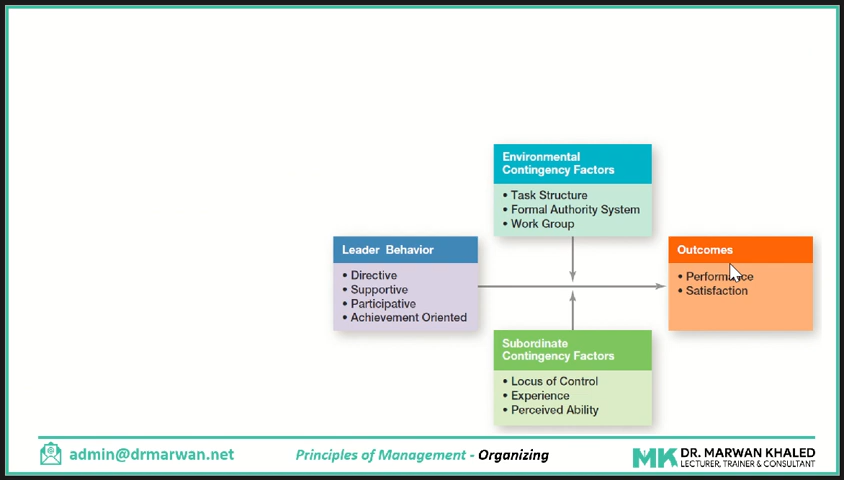 Environmental
Contingency Factors
• Task Structure
• Formal Authority System
• Work Group
Leader Behavior
• Directive
• Supportive
• Participative
• Achievement Oriented
Outcomes
• Performance
• Satisfaction
Subordinate
Contingency Factors
• Locus of Control
• Experience
• Perceived Ability
admin@drmarwan.net
Principles of Management - Organizing
MK DR. MARWAN KHALED
LECTURER, TRAINER & CONSULTANT